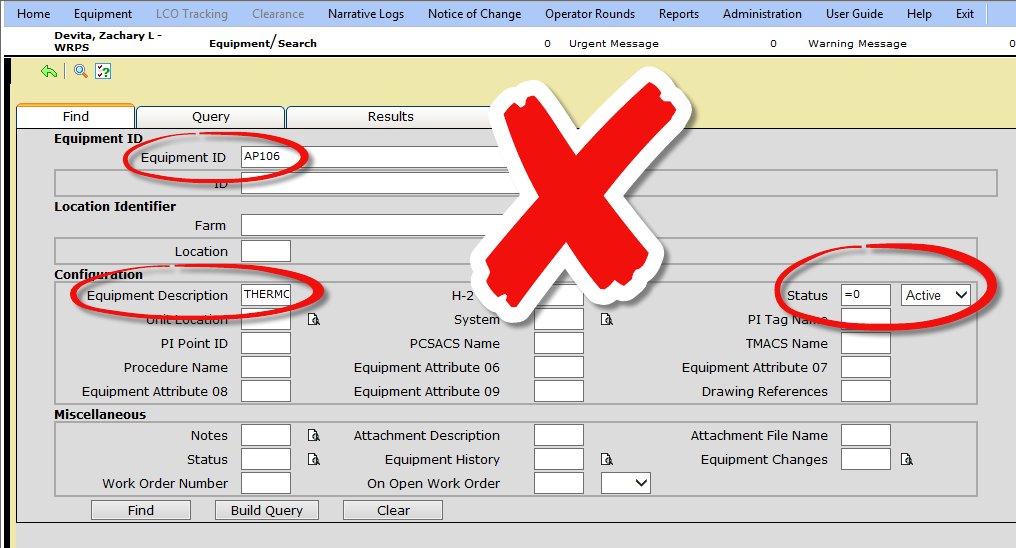 Home Equipment LCO Tracking Clearance Narrative Logs Notice of Change Operator Rounds Reports Administration User Guide Help Exit
Devita, Zachary L -
WRPS
Equipment/Search 0 Urgent Message 0 Warning Message 0
Find Query Results
Equipment ID
Equipment ID AP106
ID
Location Identifier
Farm
Location
Configuration
Equipment Description THERMC H-2 Status =0 Active
Unit Location System PI Tag Name
PI Point ID PCSACS Name TMACS Name
Procedure Name Equipment Attribute 06 Equipment Attribute 07
Equipment Attribute 08 Equipment Attribute 09 Drawing References
Miscellaneous
Notes Attachment Description Attachment File Name
Status Equipment History Equipment Changes
Work Order Number On Open Work Order
Find Build Query Clear